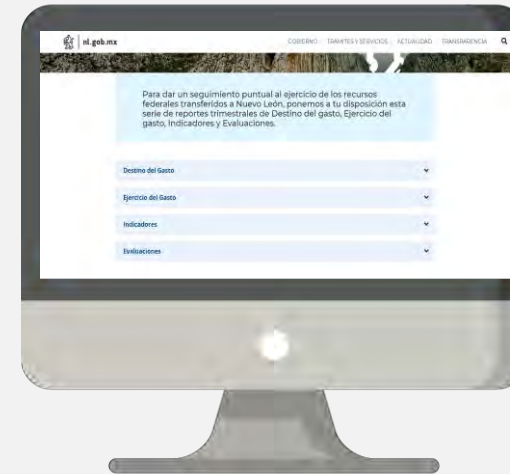 nl.gob.mx
GOBIERNO TRÁMITES Y SERVICIOS ACTUALIDAD TRANSPARENCIA
Para dar un seguimiento puntual al ejercicio de los recursos
federales transferidos a Nuevo León, ponemos a tu disposición esta
serie de reportes trimestrales de Destino del gasto, Ejercicio del
gasto, Indicadores y Evaluaciones.
Destino del Gasto
Ejercicio del Gasto
Indicadores
Evaluaciones